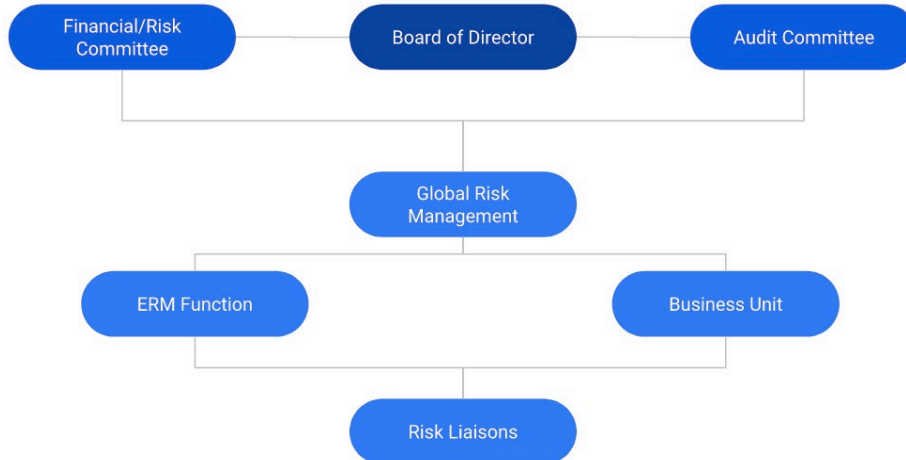 Financial/Risk
Committee
Board of Director
Audit Committee
Global Risk
Management
ERM Function
Business Unit
Risk Liaisons